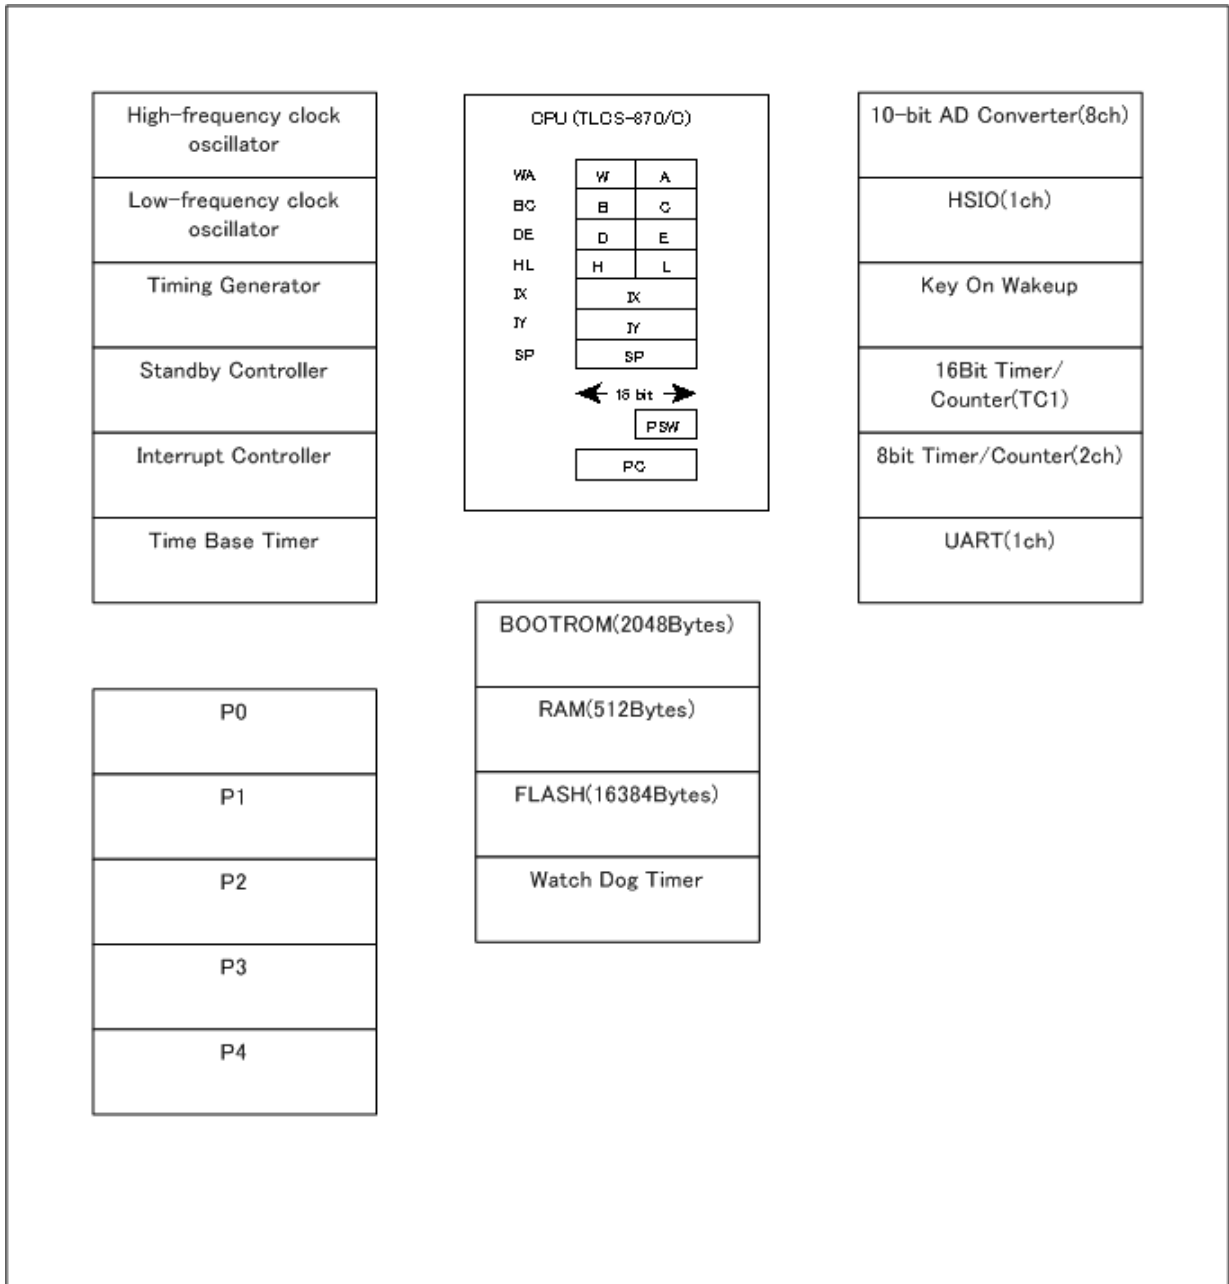 High-frequency clock
oscillator
Low-frequency clock
oscillator
Timing Generator
Standby Controller
Interrupt Controller
Time Base Timer
CPU (TLCS-870/C)
WA W A
BC B C
DE D E
HL H L
IX IX
IY IY
SP SP
16 bit
PSW
PC
10-bit AD Converter(8ch)
HSIO(1ch)
Key On Wakeup
16Bit Timer/
Counter(TC1)
8bit Timer/Counter(2ch)
UART(1ch)
BOOTROM(2048Bytes)
RAM(512Bytes)
FLASH(16384Bytes)
Watch Dog Timer
P0
P1
P2
P3
P4